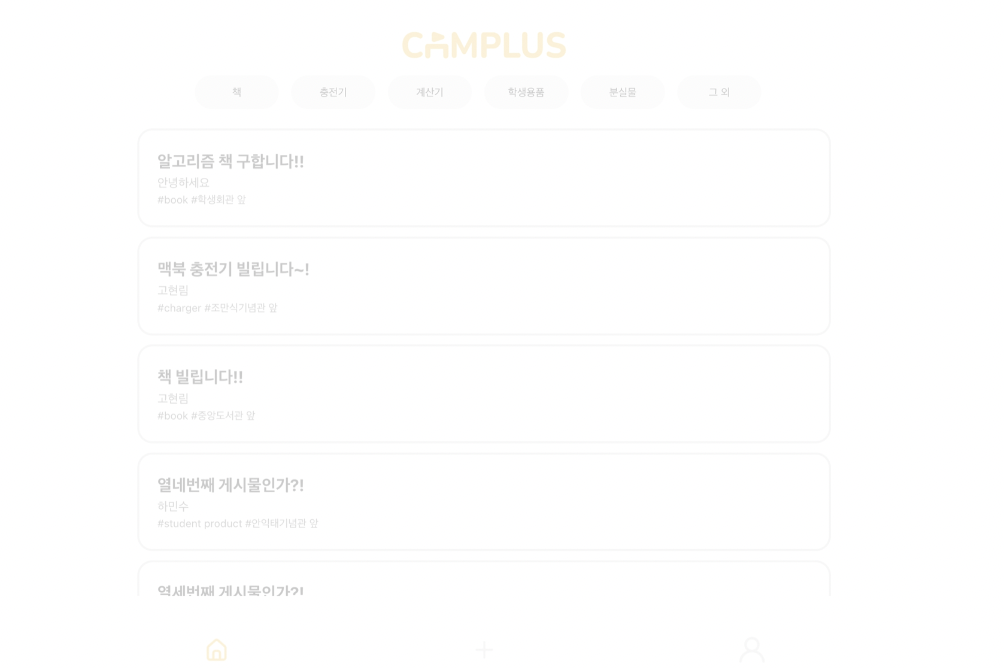 CAMPLUS
책 충전기 계산기 학생용품 분실물 그 외
알고리즘 책 구합니다!!
안녕하세요
#book #학생회관 앞
맥북 충전기 빌립니다~!
고현림
#charger #조만식기념관 앞
책 빌립니다!!
고현림
#book #중앙도서관 앞
열네번째 게시물인가?!
하민수
#student product #안익태기념관 앞
열세번째 게시물인가?!